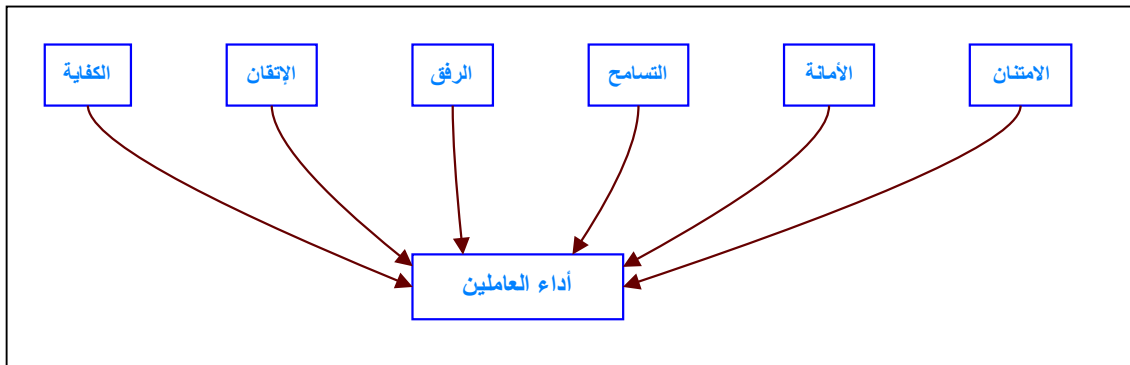 الامتنان
الأمانة
التسامح
الرفق
الإتقان
الكفاية
أداء العاملين